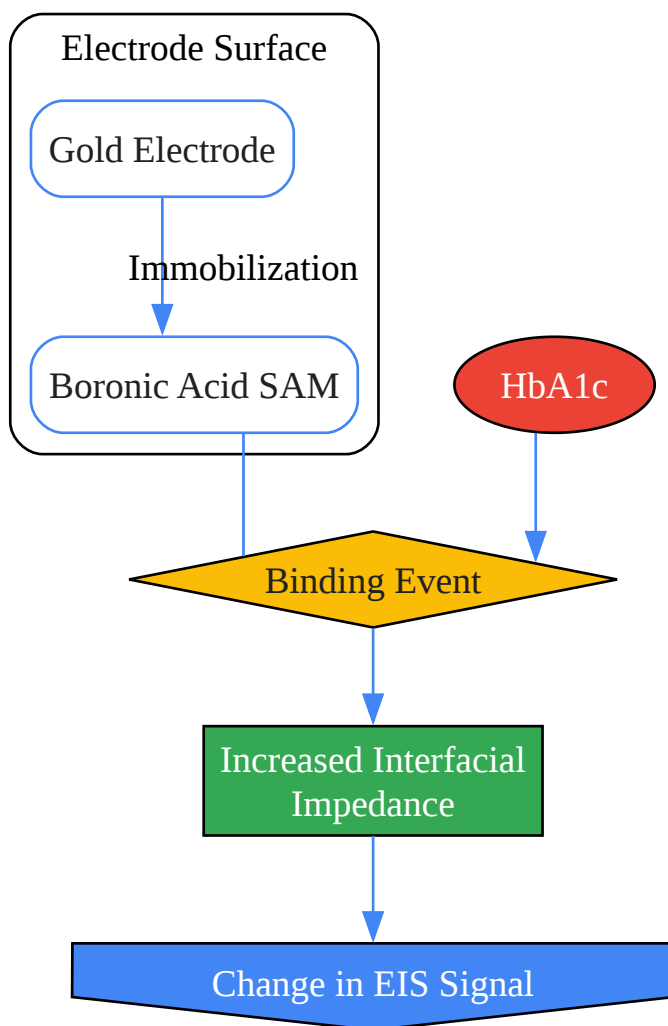 Electrode Surface
Gold Electrode
Immobilization
Boronic Acid SAM
HbA1c
Binding Event
Increased Interfacial
Impedance
Change in EIS Signal